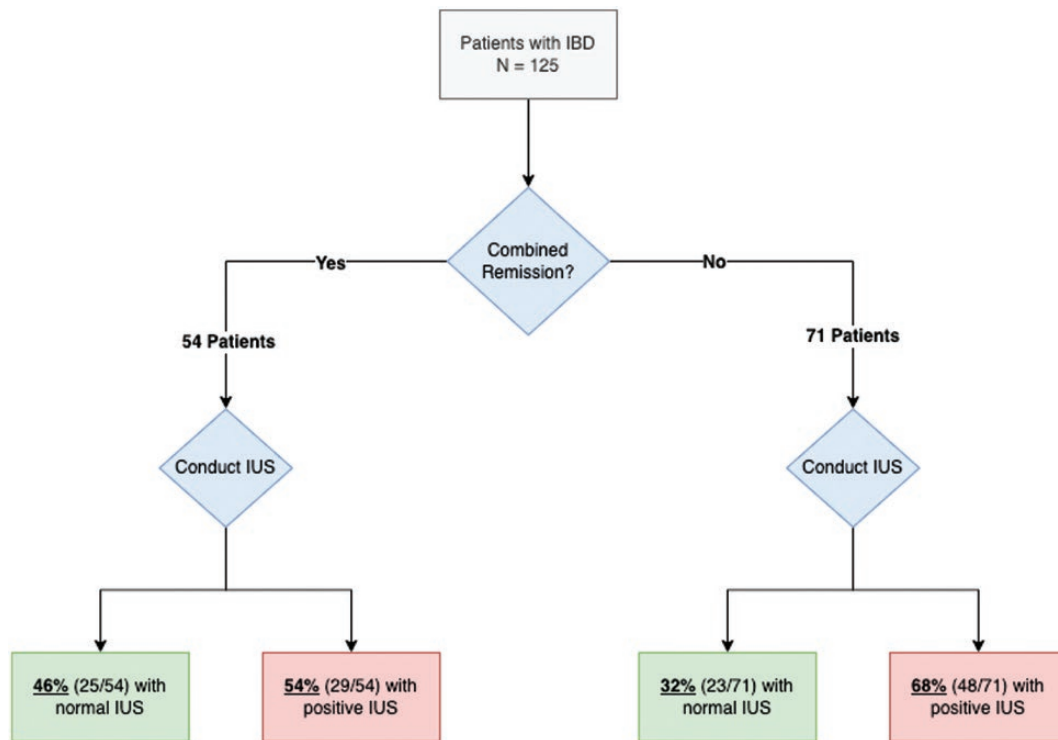 Patients with IBD
N = 125
Combined
Remission?
Yes
No
54 Patients
71 Patients
Conduct IUS
Conduct IUS
46% (25/54) with
normal IUS
54% (29/54) with
positive IUS
32% (23/71) with
normal IUS
68% (48/71) with
positive IUS